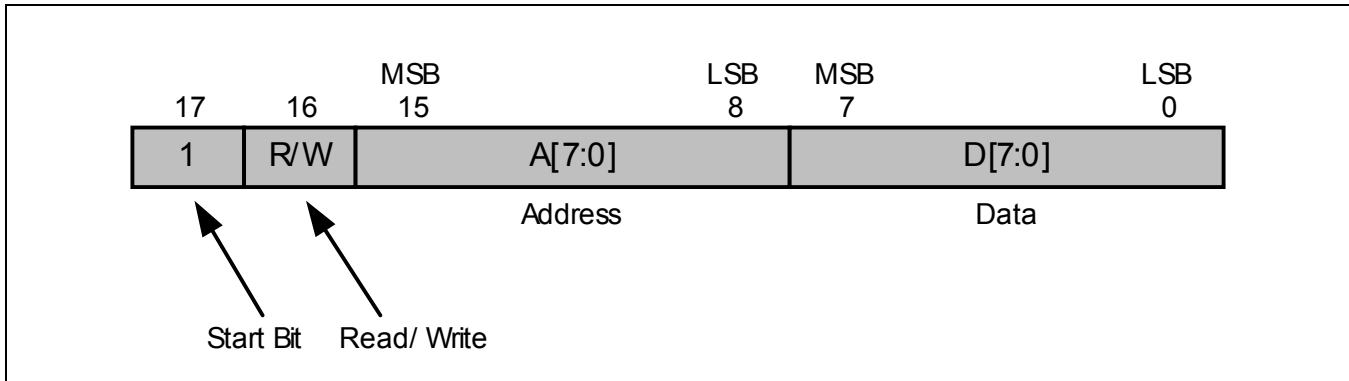 MSB LSB MSB LSB
17 16 15 8 7 0
1 R/W A[7:0] D[7:0]
Address Data
Start Bit Read/ Write